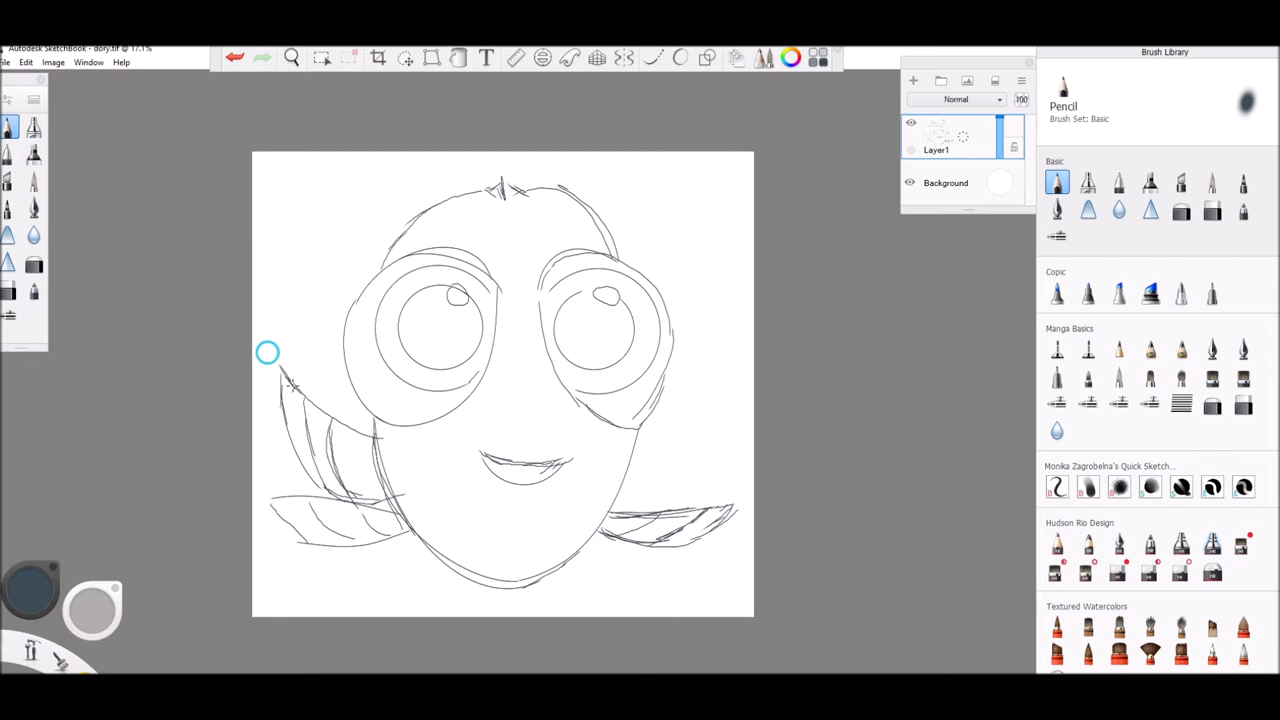 Autodesk SketchBook - dory.tif @ 17.1%
File Edit Image Window Help
T
Brush Library
Pencil
Brush Set: Basic
Normal 100
Layer1
Background
Basic
Copic
Manga Basics
Monika Zagrobelna's Quick Sketch...
Hudson Rio Design
Textured Watercolors